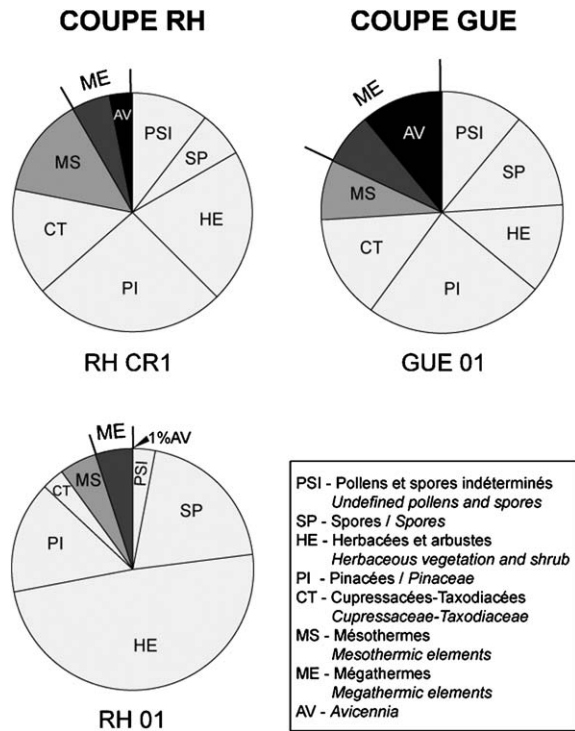 COUPE RH
COUPE GUE
ME
AV
PSI
SP
HE
PI
CT
MS
RH CR1
ME
AV
PSI
SP
HE
PI
CT
MS
GUE 01
ME
1%AV
PSI
SP
HE
PI
CT
MS
RH 01
PSI - Pollens et spores indéterminés
Undefined pollens and spores
SP - Spores / Spores
HE - Herbacées et arbustes
Herbaceous vegetation and shrub
PI - Pinacées / Pinaceae
CT - Cupressacées-Taxodiacées
Cupressaceae-Taxodiaceae
MS - Mésothermes
Mesothermic elements
ME - Mégathermes
Megathermic elements
AV - Avicennia